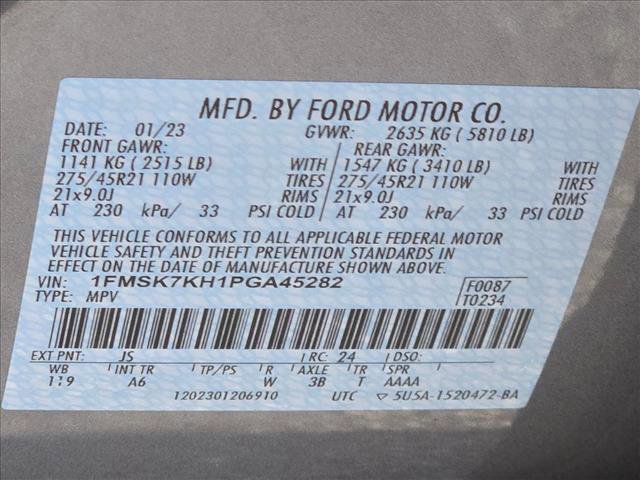 MFD. BY FORD MOTOR CO.
DATE: 01/23 GVWR: 2635 KG ( 5810 LB)
FRONT GAWR: REAR GAWR:
1141 KG ( 2515 LB) WITH 1547 KG ( 3410 LB) WITH
275/45R21 110W TIRES 275/45R21 110W TIRES
21x9.0J RIMS 21x9.0J RIMS
AT 230 kPa/ 33 PSI COLD AT 230 kPa/ 33 PSI COLD
THIS VEHICLE CONFORMS TO ALL APPLICABLE FEDERAL MOTOR
VEHICLE SAFETY AND THEFT PREVENTION STANDARDS IN
EFFECT ON THE DATE OF MANUFACTURE SHOWN ABOVE.
VIN: 1FMSK7KH1PGA45282 F0087
TYPE: MPV T0234
EXT PNT: JS RC: 24 DSO:
WB INT TR TP/PS R AXLE TR SPR
119 A6 W 3B T AAAA
1202301206910 UTC ▽ 5U5A-1520472-BA